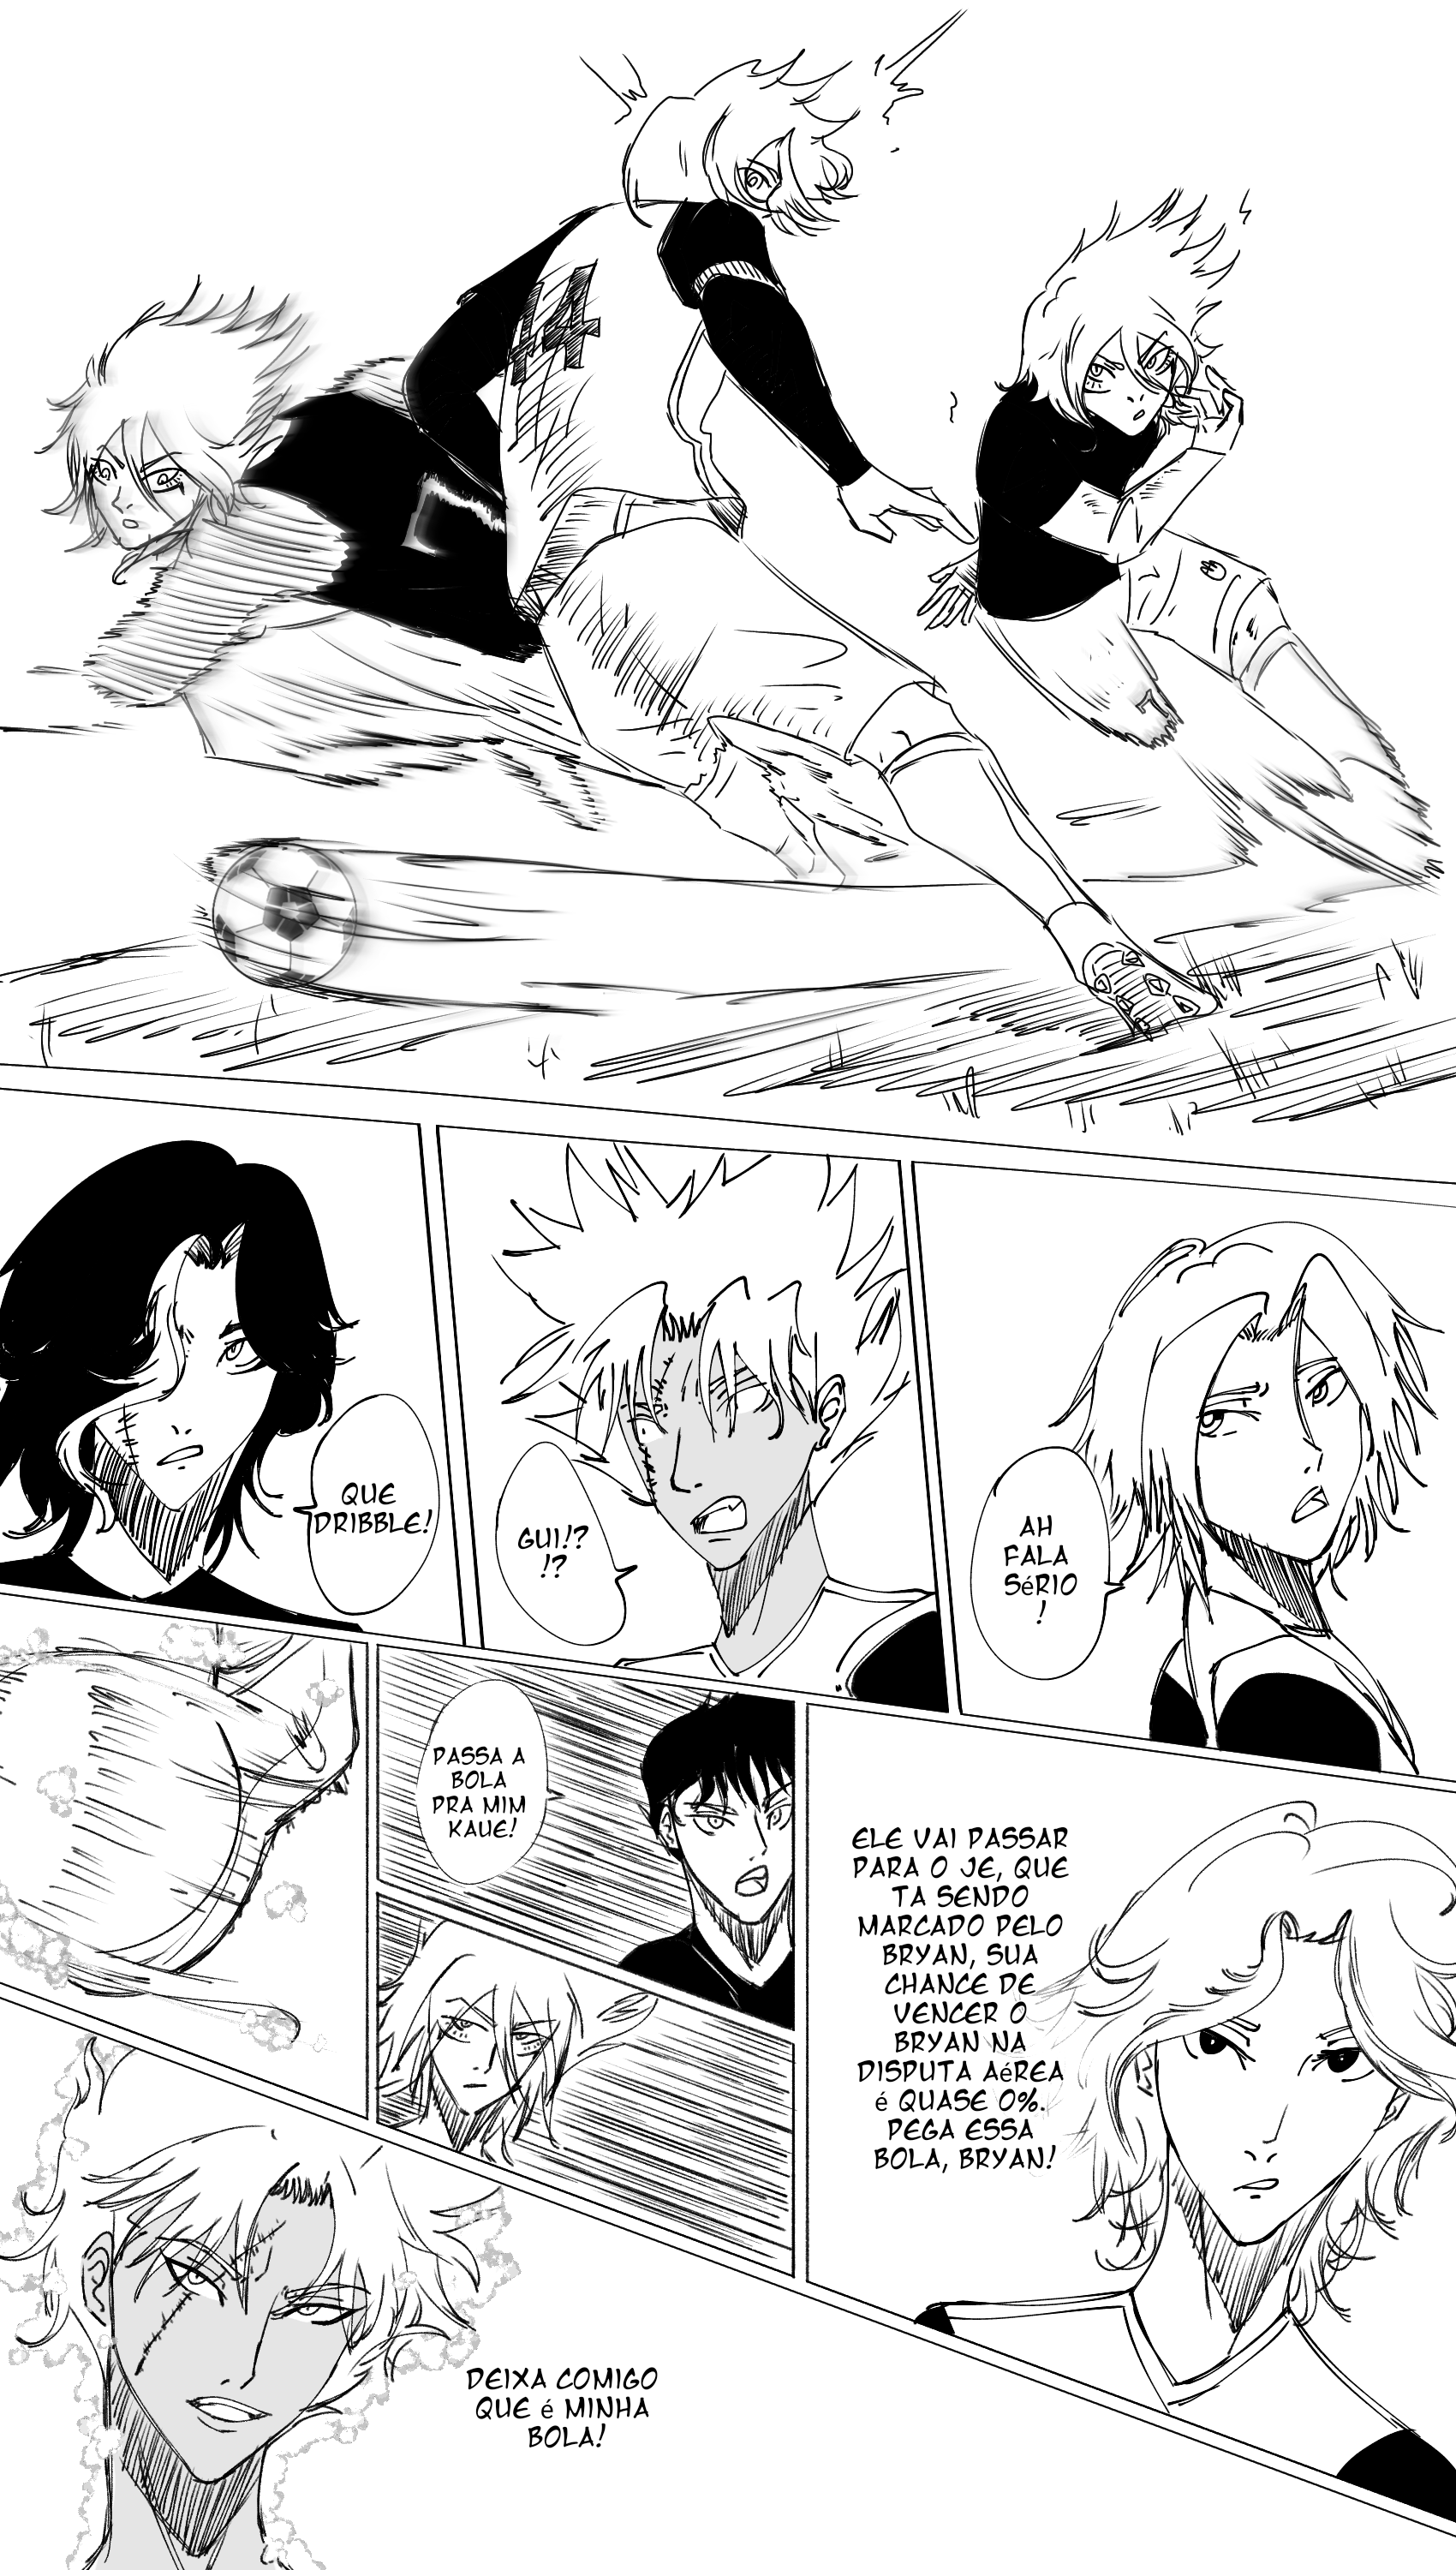 14
7
QUE
DRIBBLE!
GUI!?
!?
AH
FALA
SéRIO
!
PASSA A
BOLA
PRA MIM
KAUE!
ELE VAI PASSAR
PARA O JE, QUE
TA SENDO
MARCADO PELO
BRYAN, SUA
CHANCE DE
VENCER O
BRYAN NA
DISPUTA AéREA
é QUASE 0%.
PEGA ESSA
BOLA, BRYAN!
DEIXA COMIGO
QUE é MINHA
BOLA!